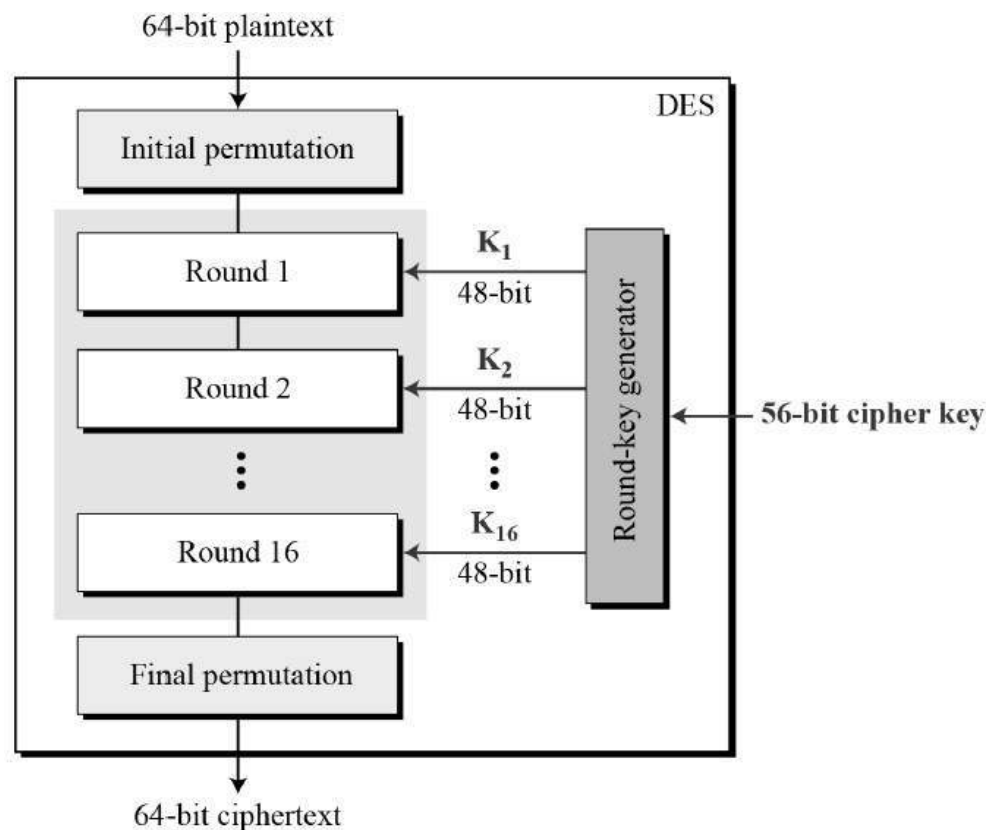 64-bit plaintext
DES
Initial permutation
Round 1
K₁
48-bit
Round 2
K₂
48-bit
Round-key generator
56-bit cipher key
Round 16
K₁₆
48-bit
Final permutation
64-bit ciphertext